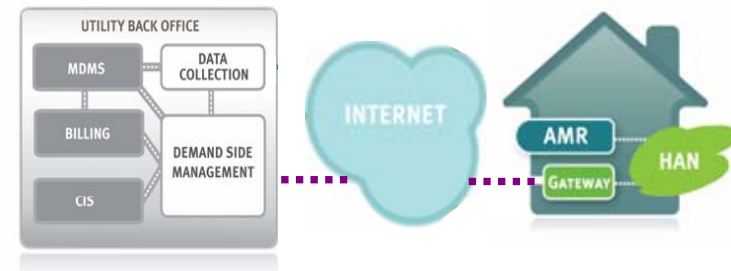 UTILITY BACK OFFICE
MDMS
DATA
COLLECTION
BILLING
DEMAND SIDE
MANAGEMENT
CIS
INTERNET
AMR
GATEWAY
HAN